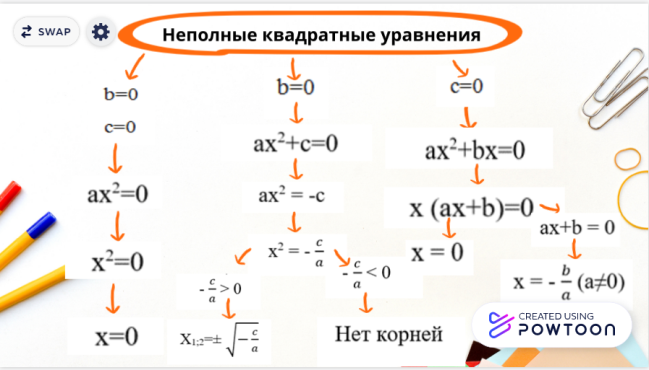 SWAP
Неполные квадратные уравнения
b=0
c=0
ax²=0
x²=0
x=0
b=0
ax²+c=0
ax² = -c
x² = - c/a
- c/a > 0
X₁;₂=± √(- c/a)
- c/a < 0
Нет корней
c=0
ax²+bx=0
x (ax+b)=0
x = 0
ax+b = 0
x = - b/a (a≠0)
CREATED USING
POWTOON